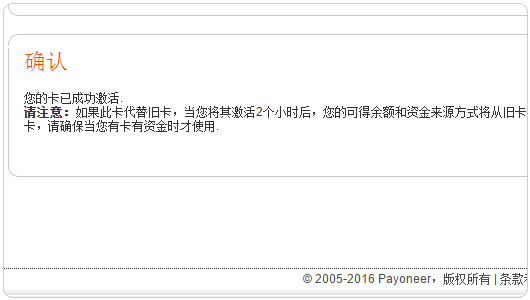 确认
您的卡已成功激活.
请注意：如果此卡代替旧卡，当您将其激活2个小时后，您的可得余额和资金来源方式将从旧卡
卡，请确保当您有卡有资金时才使用.
© 2005-2016 Payoneer，版权所有 | 条款